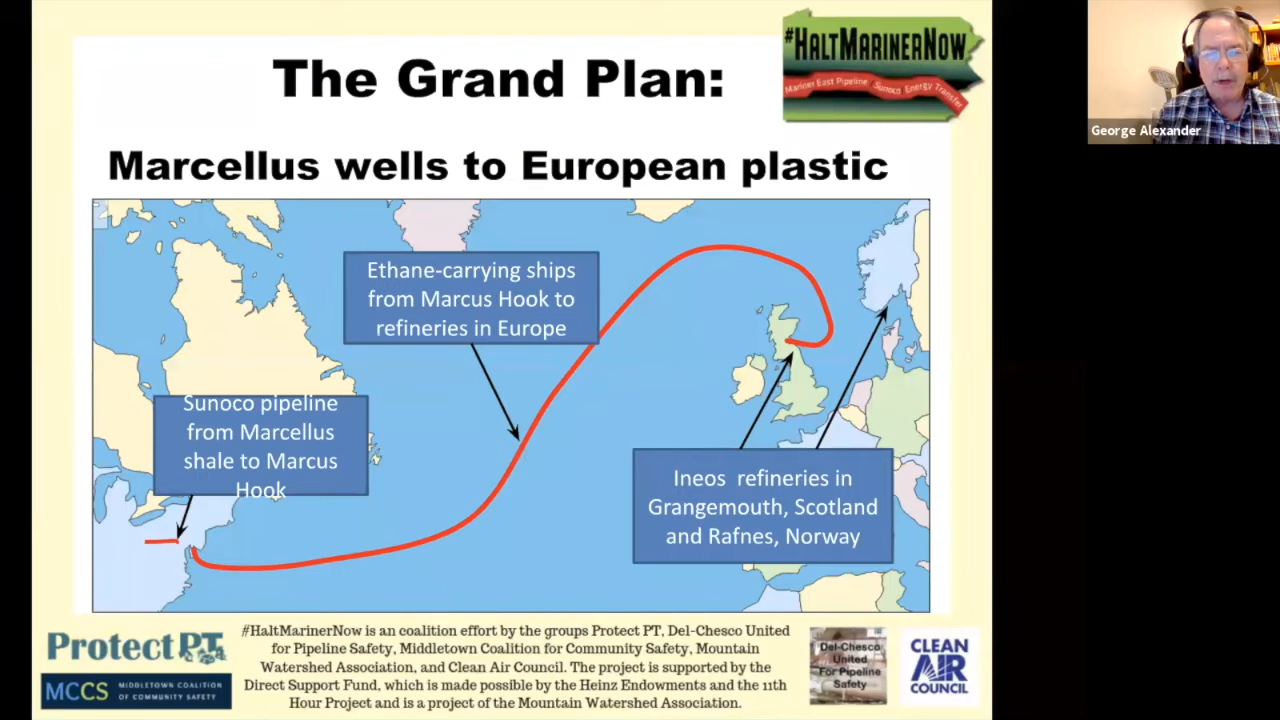 The Grand Plan:
#HALTMARINERNOW
Mariner East Pipeline Sunoco Energy Transfer
George Alexander
Marcellus wells to European plastic
Ethane-carrying ships
from Marcus Hook to
refineries in Europe
Sunoco pipeline
from Marcellus
shale to Marcus
Hook
Ineos refineries in
Grangemouth, Scotland
and Rafnes, Norway
Protect PT
MCCS
MIDDLETOWN COALITION
OF COMMUNITY SAFETY
#HaltMarinerNow is an coalition effort by the groups Protect PT, Del-Chesco United
for Pipeline Safety, Middletown Coalition for Community Safety, Mountain
Watershed Association, and Clean Air Council. The project is supported by the
Direct Support Fund, which is made possible by the Heinz Endowments and the 11th
Hour Project and is a project of the Mountain Watershed Association.
Del-Chesco
United
For Pipeline
Safety
CLEAN
AIR
COUNCIL